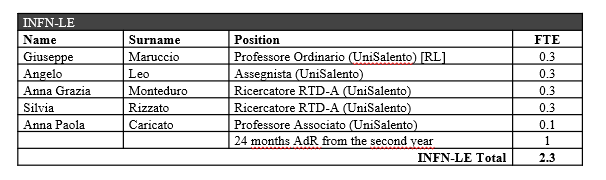 INFN-LE
Name Surname Position FTE
Giuseppe Maruccio Professore Ordinario (UniSalento) [RL] 0.3
Angelo Leo Assegnista (UniSalento) 0.3
Anna Grazia Monteduro Ricercatore RTD-A (UniSalento) 0.3
Silvia Rizzato Ricercatore RTD-A (UniSalento) 0.3
Anna Paola Caricato Professore Associato (UniSalento) 0.1
24 months AdR from the second year 1
INFN-LE Total 2.3